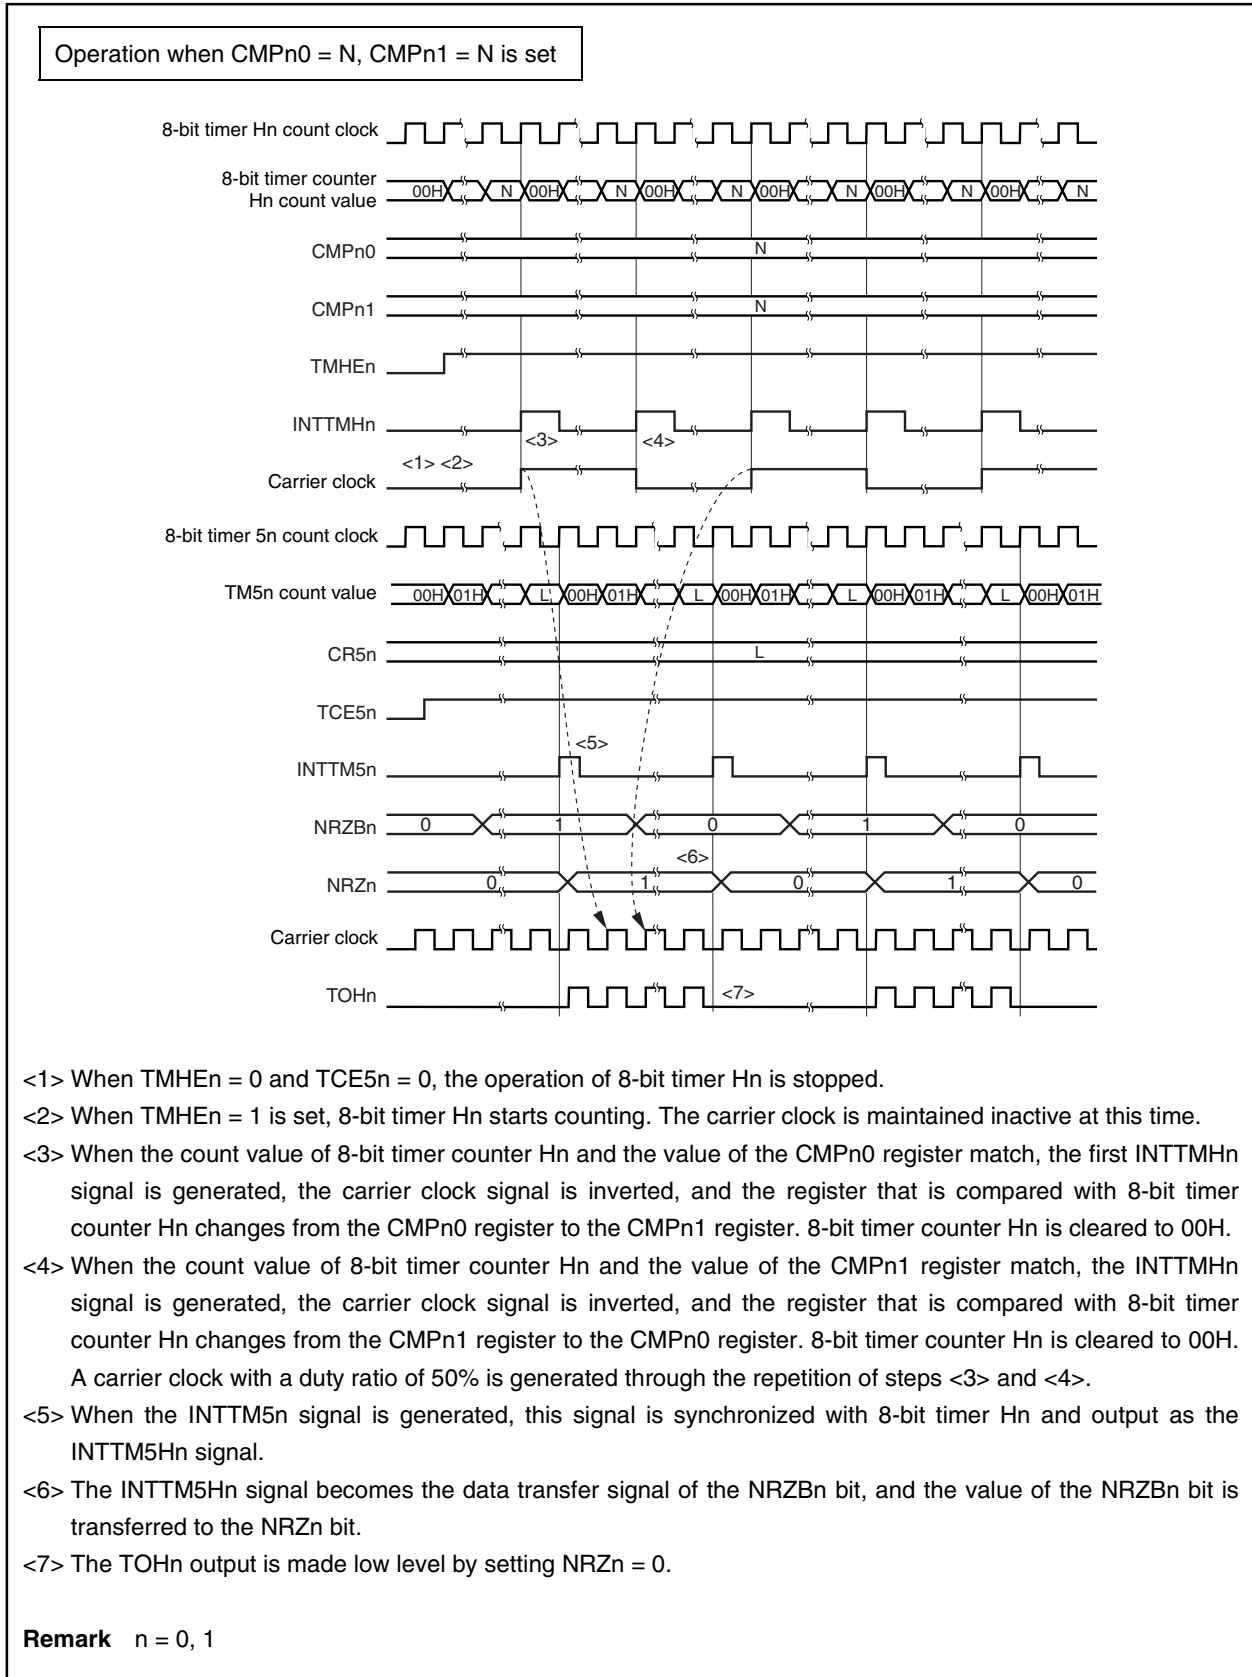 Operation when CMPn0 = N, CMPn1 = N is set
8-bit timer Hn count clock
8-bit timer counter
Hn count value
00H N 00H N 00H N 00H N 00H N 00H N
CMPn0
N
CMPn1
N
TMHEn
INTTMHn
<3> <4>
<1> <2>
Carrier clock
8-bit timer 5n count clock
TM5n count value
00H 01H L 00H 01H L 00H 01H L 00H 01H L 00H 01H
CR5n
L
TCE5n
<5>
INTTM5n
NRZBn
0 1 0 1 0
<6>
NRZn
0 1 0 1 0
Carrier clock
TOHn
<7>
<1> When TMHEn = 0 and TCE5n = 0, the operation of 8-bit timer Hn is stopped.
<2> When TMHEn = 1 is set, 8-bit timer Hn starts counting. The carrier clock is maintained inactive at this time.
<3> When the count value of 8-bit timer counter Hn and the value of the CMPn0 register match, the first INTTMHn
signal is generated, the carrier clock signal is inverted, and the register that is compared with 8-bit timer
counter Hn changes from the CMPn0 register to the CMPn1 register. 8-bit timer counter Hn is cleared to 00H.
<4> When the count value of 8-bit timer counter Hn and the value of the CMPn1 register match, the INTTMHn
signal is generated, the carrier clock signal is inverted, and the register that is compared with 8-bit timer
counter Hn changes from the CMPn1 register to the CMPn0 register. 8-bit timer counter Hn is cleared to 00H.
A carrier clock with a duty ratio of 50% is generated through the repetition of steps <3> and <4>.
<5> When the INTTM5n signal is generated, this signal is synchronized with 8-bit timer Hn and output as the
INTTM5Hn signal.
<6> The INTTM5Hn signal becomes the data transfer signal of the NRZBn bit, and the value of the NRZBn bit is
transferred to the NRZn bit.
<7> The TOHn output is made low level by setting NRZn = 0.
Remark n = 0, 1